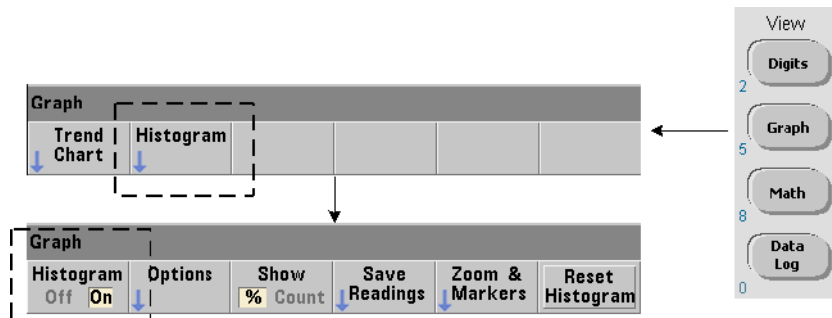 View
Digits
2
Graph
5
Math
8
Data
Log
0
Graph
Trend
Chart
Histogram
Graph
Histogram
Off On
Options
Show
% Count
Save
Readings
Zoom &
Markers
Reset
Histogram